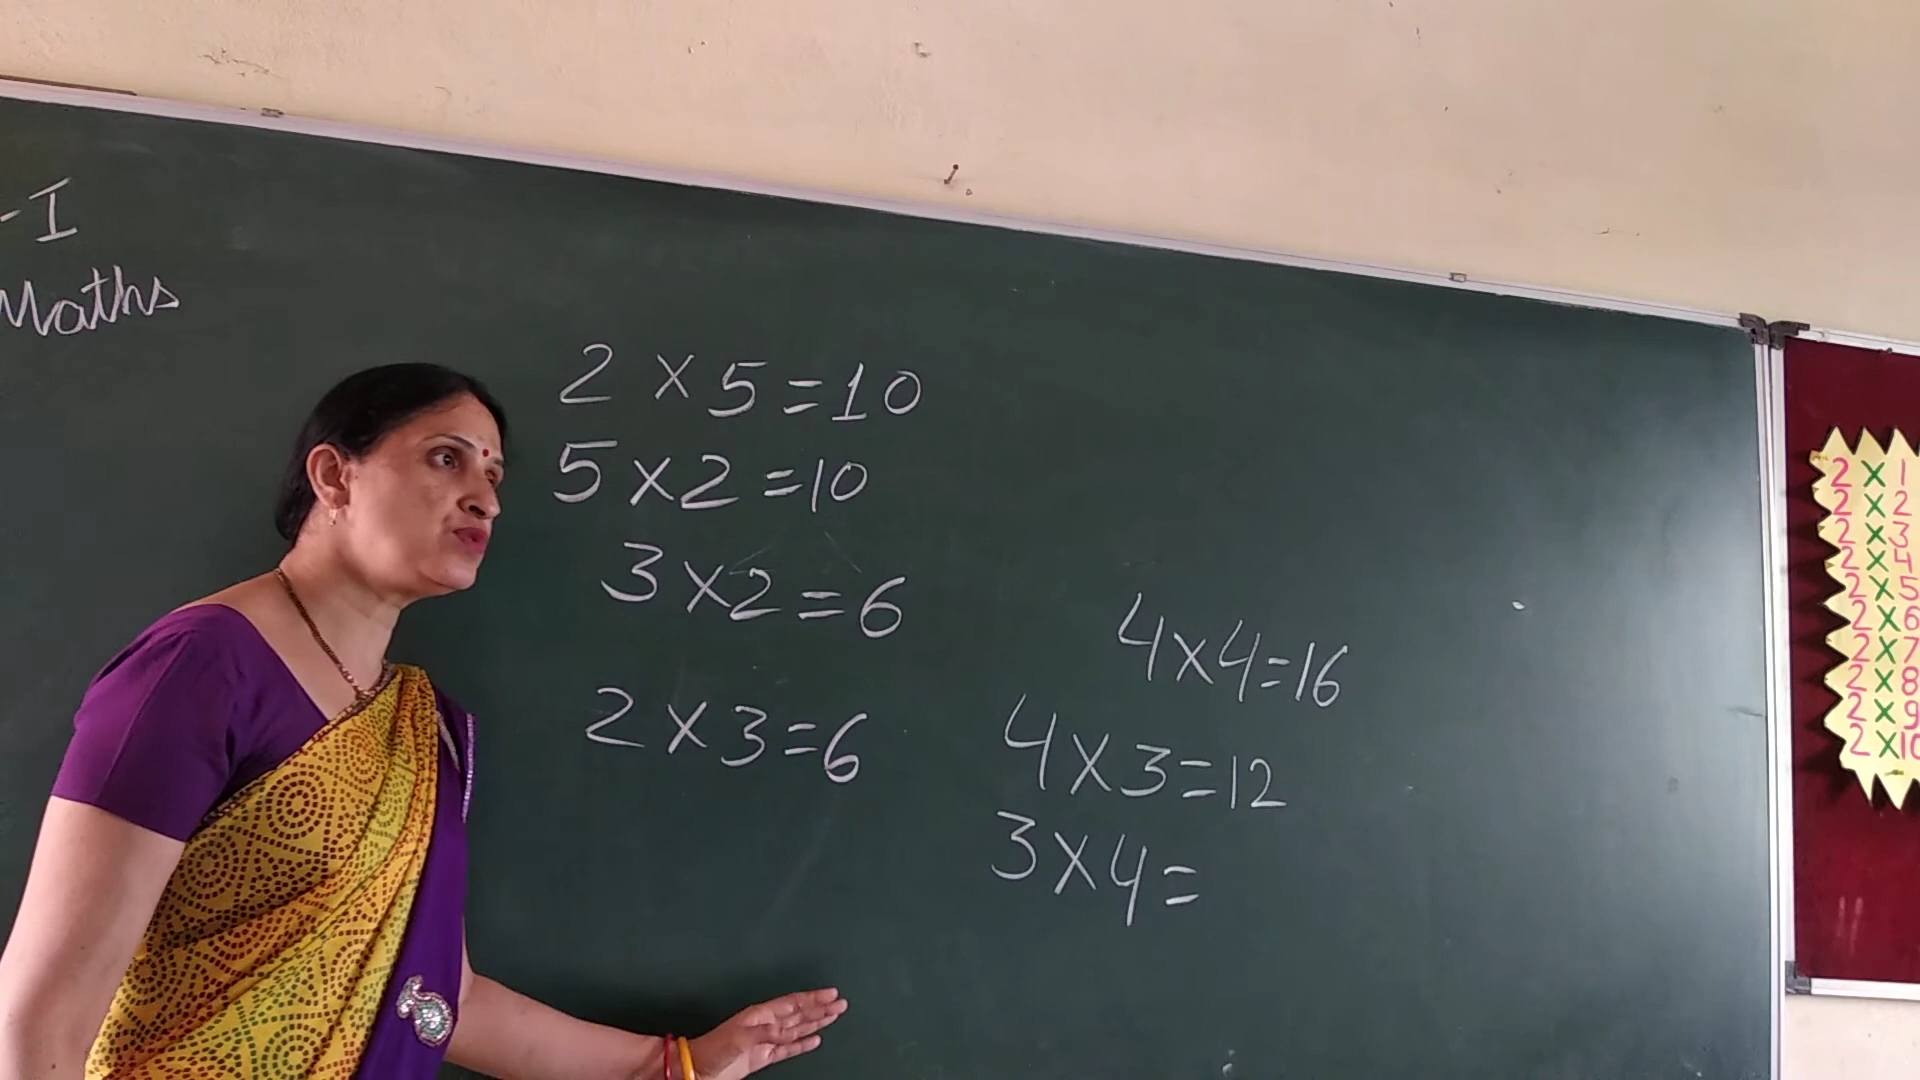 -I
Maths
2 × 5 = 10
5 × 2 = 10
3 × 2 = 6
2 × 3 = 6
4 × 4 = 16
4 × 3 = 12
3 × 4 =
2 × 1
2 × 2
2 × 3
2 × 4
2 × 5
2 × 6
2 × 7
2 × 8
2 × 9
2 × 10